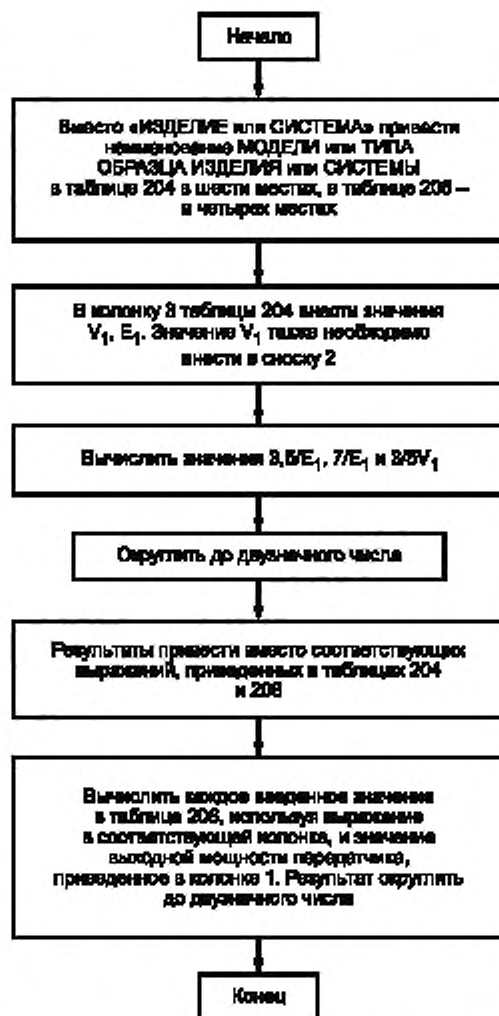 Начало
Вместо «ИЗДЕЛИЕ или СИСТЕМА» привести
наименование МОДЕЛИ или ТИПА
ОБРАЗЦА ИЗДЕЛИЯ или СИСТЕМЫ
в таблице 204 в шести местах, в таблице 206 –
в четырех местах
В колонку 3 таблицы 204 внести значения
V1, E1. Значение V1 также необходимо
внести в сноску 2
Вычислить значения 3,5/E1, 7/E1 и 3/5V1
Округлить до двузначного числа
Результаты привести вместо соответствующих
выражений, приведенных в таблицах 204
и 206
Вычислить каждое введенное значение
в таблице 206, используя выражение
в соответствующей колонке, и значение
выходной мощности передатчика,
приведенное в колонке 1. Результат округлить
до двузначного числа
Конец